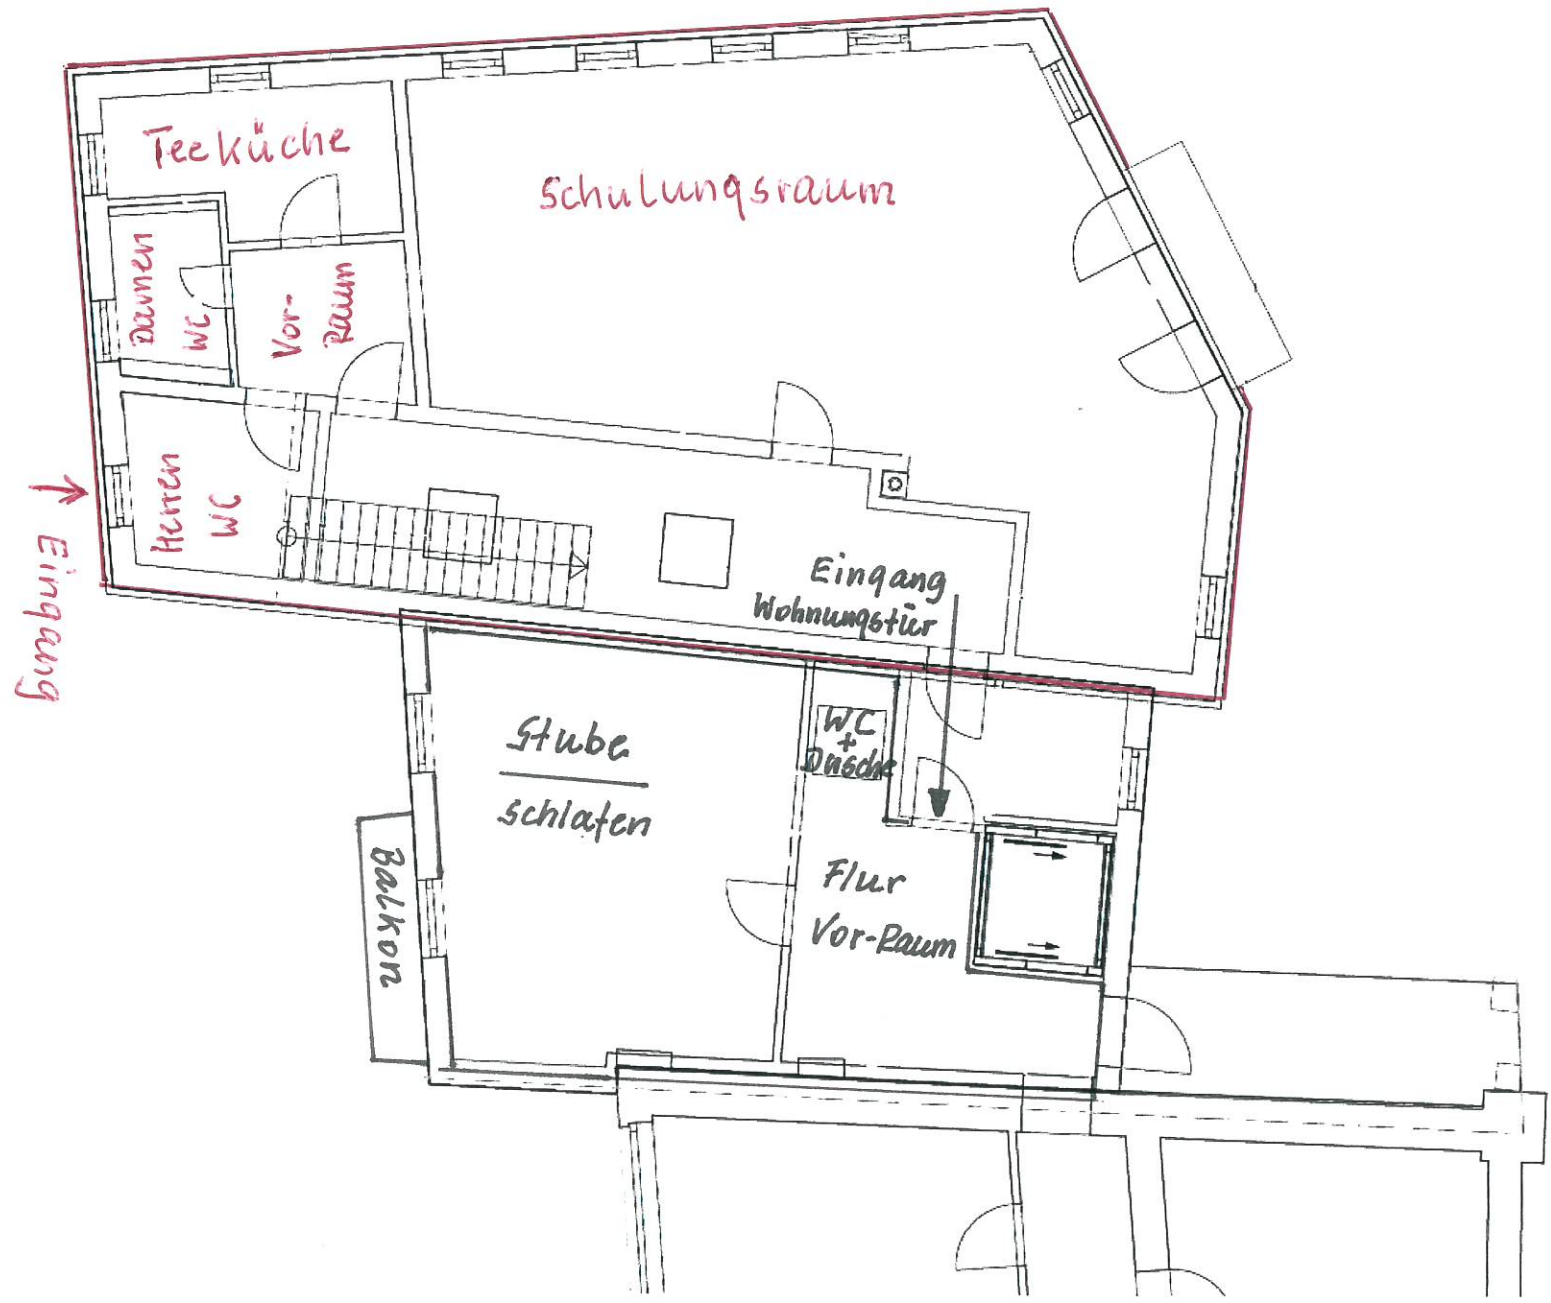 Teeküche
Schulungsraum
Damen
WC
Vor-
Raum
Herren
WC
Eingang
Eingang
Wohnungstür
Stube
schlafen
WC
+
Dusche
Balkon
Flur
Vor-Raum